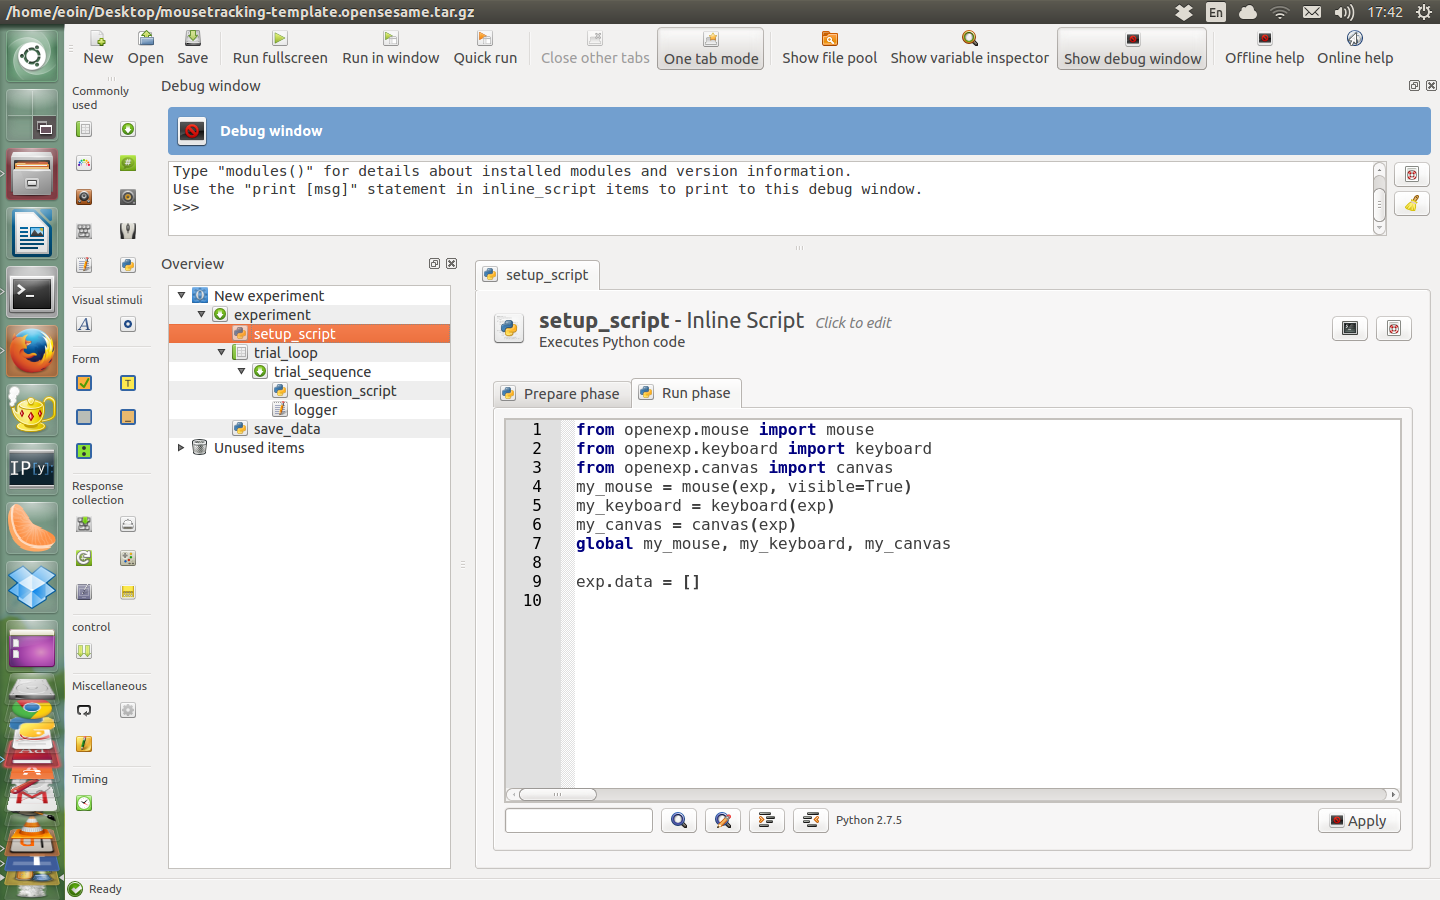 /home/eoin/Desktop/mousetracking-template.opensesame.tar.gz
En
17:42
New
Open
Save
Run fullscreen
Run in window
Quick run
Close other tabs
One tab mode
Show file pool
Show variable inspector
Show debug window
Offline help
Online help
Commonly
used
Visual stimuli
Form
Response
collection
control
Miscellaneous
Timing
Debug window
Debug window
Type "modules()" for details about installed modules and version information.
Use the "print [msg]" statement in inline_script items to print to this debug window.
>>>
Overview
New experiment
experiment
setup_script
trial_loop
trial_sequence
question_script
logger
save_data
Unused items
setup_script
setup_script - Inline Script Click to edit
Executes Python code
Prepare phase
Run phase
1 from openexp.mouse import mouse
2 from openexp.keyboard import keyboard
3 from openexp.canvas import canvas
4 my_mouse = mouse(exp, visible=True)
5 my_keyboard = keyboard(exp)
6 my_canvas = canvas(exp)
7 global my_mouse, my_keyboard, my_canvas
8
9 exp.data = []
10
Python 2.7.5
Apply
Ready
IP[y]: